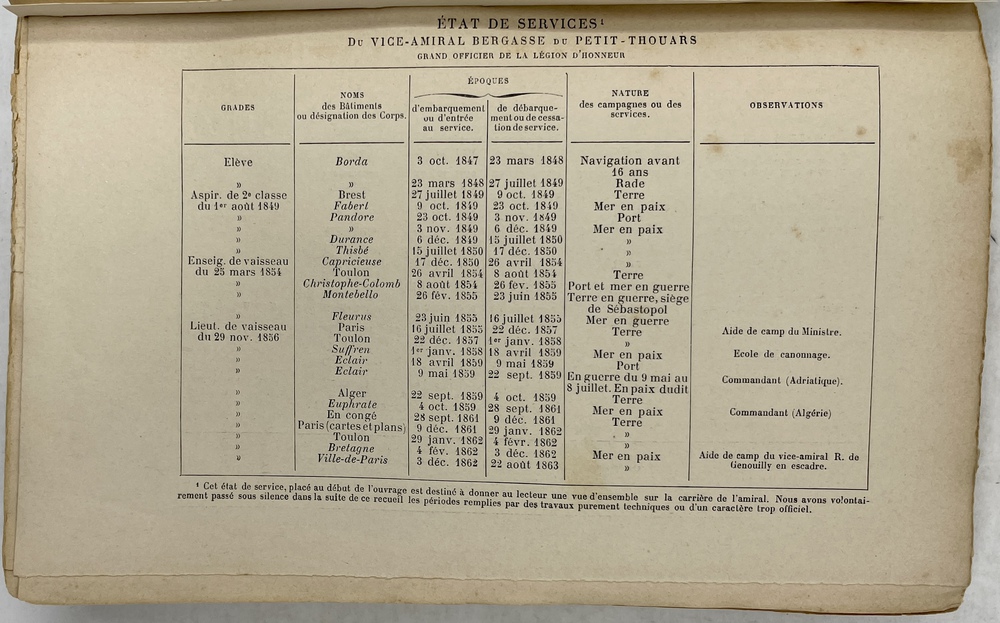 ÉTAT DE SERVICES¹
DU VICE-AMIRAL BERGASSE DU PETIT-THOUARS
GRAND OFFICIER DE LA LÉGION D'HONNEUR
GRADES
NOMS
des Bâtiments
ou désignation des Corps.
ÉPOQUES
d'embarquement
ou d'entrée
au service.
de débarque-
ment ou de cessa-
tion de service.
NATURE
des campagnes ou des
services.
OBSERVATIONS
Elève Borda 3 oct. 1847 23 mars 1848 Navigation avant
16 ans
» » 23 mars 1848 27 juillet 1849 Rade
Aspir. de 2e classe Brest 27 juillet 1849 9 oct. 1849 Terre
du 1er août 1849 Fabert 9 oct. 1849 23 oct. 1849 Mer en paix
» Pandore 23 oct. 1849 3 nov. 1849 Port
» » 3 nov. 1849 6 déc. 1849 Mer en paix
» Durance 6 déc. 1849 15 juillet 1850 »
» Thisbé 15 juillet 1850 17 déc. 1850 »
Enseig. de vaisseau Capricieuse 17 déc. 1850 26 avril 1854 »
du 25 mars 1854 Toulon 26 avril 1854 8 août 1854 Terre
» Christophe-Colomb 8 août 1854 26 fév. 1855 Port et mer en guerre
» Montebello 26 fév. 1855 23 juin 1855 Terre en guerre, siège
de Sébastopol
» Fleurus 23 juin 1855 16 juillet 1855 Mer en guerre
Lieut. de vaisseau Paris 16 juillet 1855 22 déc. 1857 Terre Aide de camp du Ministre.
du 29 nov. 1856 Toulon 22 déc. 1857 1er janv. 1858 »
» Suffren 1er janv. 1858 18 avril 1859 Mer en paix Ecole de canonnage.
» Eclair 18 avril 1859 9 mai 1859 Port
» Eclair 9 mai 1859 22 sept. 1859 En guerre du 9 mai au Commandant (Adriatique).
8 juillet. En paix dudit
» Alger 22 sept. 1859 4 oct. 1859 Terre
» Euphrate 4 oct. 1859 28 sept. 1861 Mer en paix Commandant (Algérie)
» En congé 28 sept. 1861 9 déc. 1861 Terre
» Paris (cartes et plans) 9 déc. 1861 29 janv. 1862 »
» Toulon 29 janv. 1862 4 févr. 1862 »
» Bretagne 4 fév. 1862 3 déc. 1862 Mer en paix Aide de camp du vice-amiral R. de
» Ville-de-Paris 3 déc. 1862 22 août 1863 » Genouilly en escadre.
¹ Cet état de service, placé au début de l'ouvrage est destiné à donner au lecteur une vue d'ensemble sur la carrière de l'amiral. Nous avons volontai-
rement passé sous silence dans la suite de ce recueil les périodes remplies par des travaux purement techniques ou d'un caractère trop officiel.